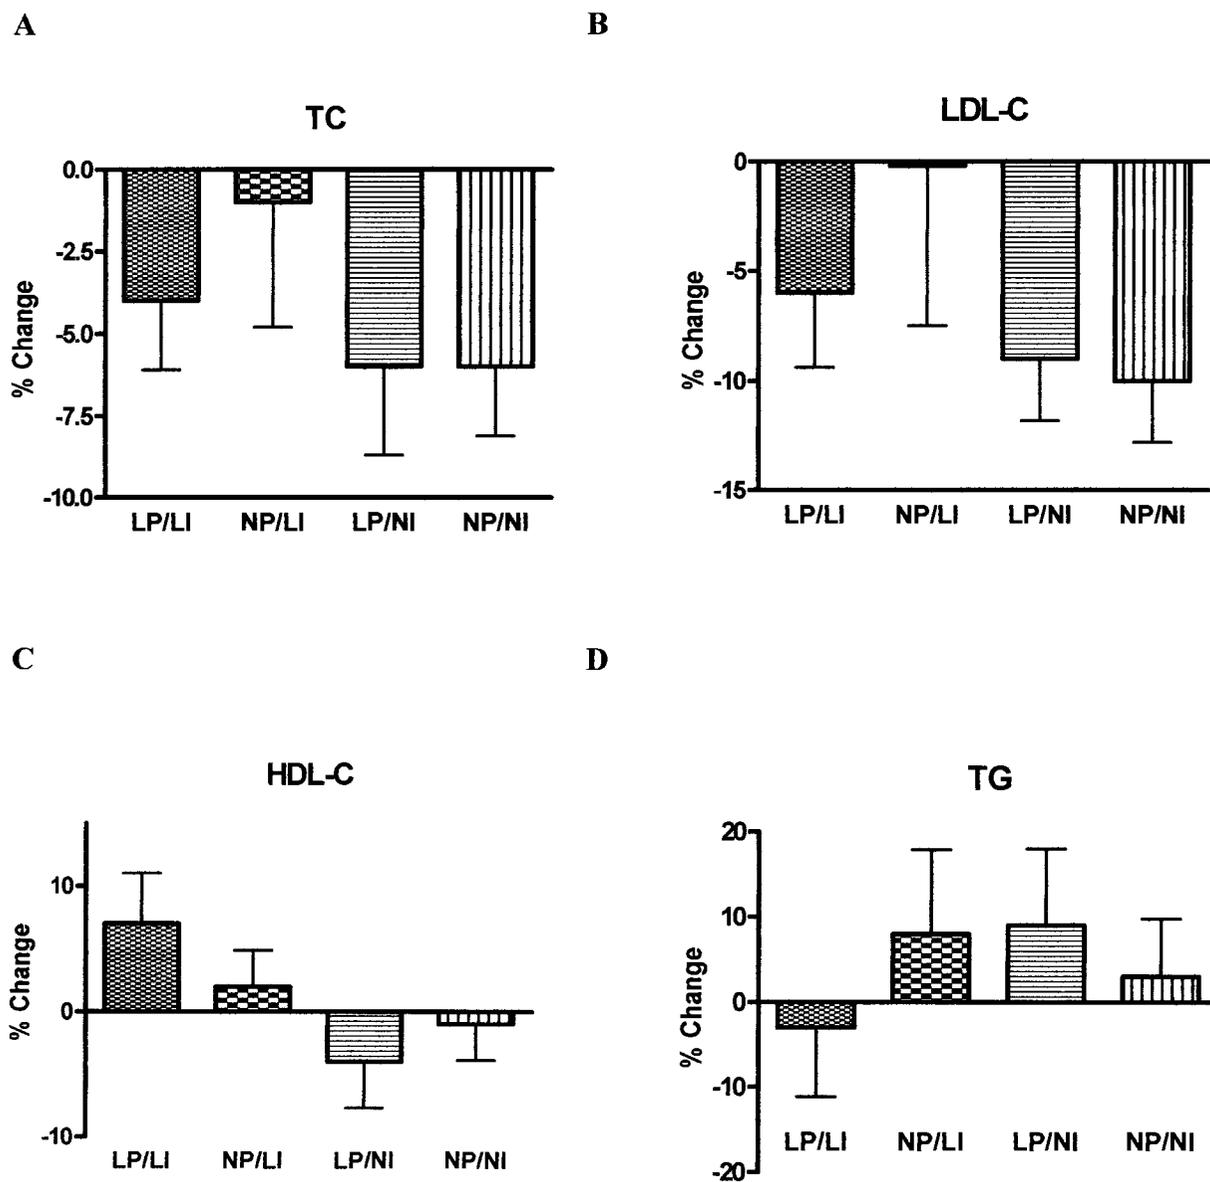 A
B
TC
LDL-C
0.0
-2.5
-5.0
-7.5
-10.0
% Change
LP/LI NP/LI LP/NI NP/NI
0
-5
-10
-15
% Change
LP/LI NP/LI LP/NI NP/NI
C
D
HDL-C
TG
10
0
-10
% Change
LP/LI NP/LI LP/NI NP/NI
20
10
0
-10
-20
% Change
LP/LI NP/LI LP/NI NP/NI